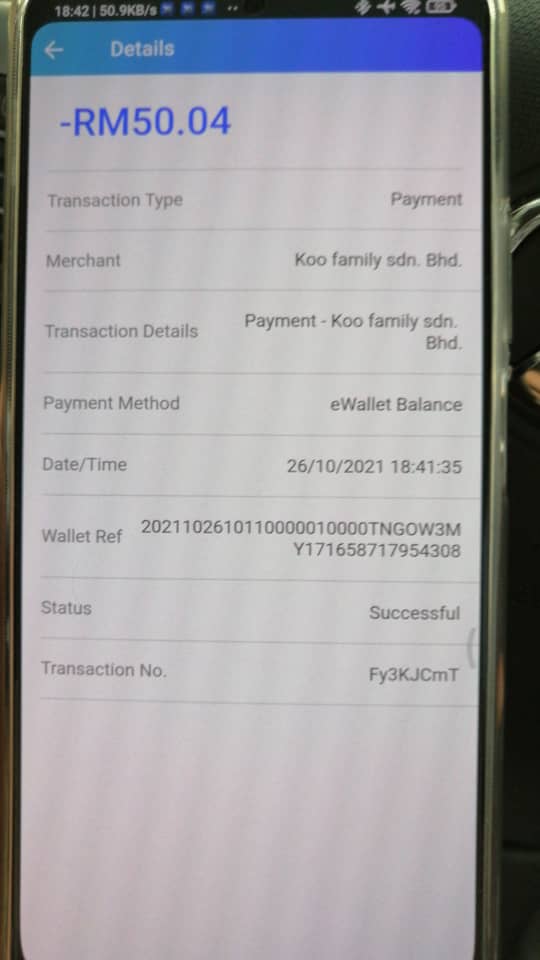 18:42 | 50.9KB/s
Details
-RM50.04
Transaction Type Payment
Merchant Koo family sdn. Bhd.
Transaction Details Payment - Koo family sdn.
Bhd.
Payment Method eWallet Balance
Date/Time 26/10/2021 18:41:35
Wallet Ref 2021102610110000010000TNGOW3M
Y171658717954308
Status Successful
Transaction No. Fy3KJCmT